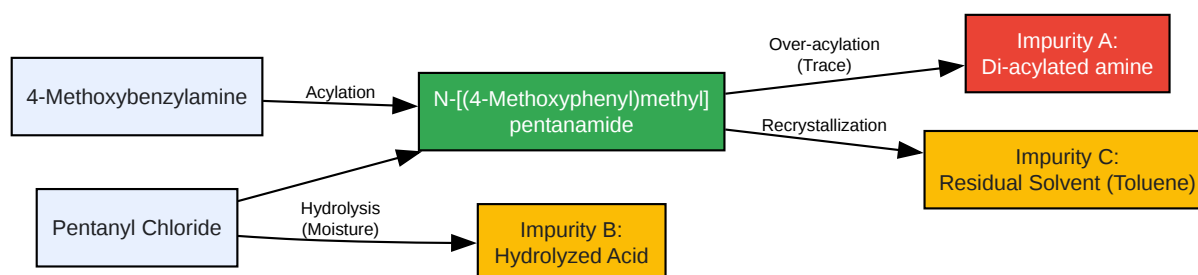 4-Methoxybenzylamine
Acylation
N-[(4-Methoxyphenyl)methyl]
pentanamide
Over-acylation
(Trace)
Impurity A:
Di-acylated amine
Recrystallization
Impurity C:
Residual Solvent (Toluene)
Pentanyl Chloride
Hydrolysis
(Moisture)
Impurity B:
Hydrolyzed Acid